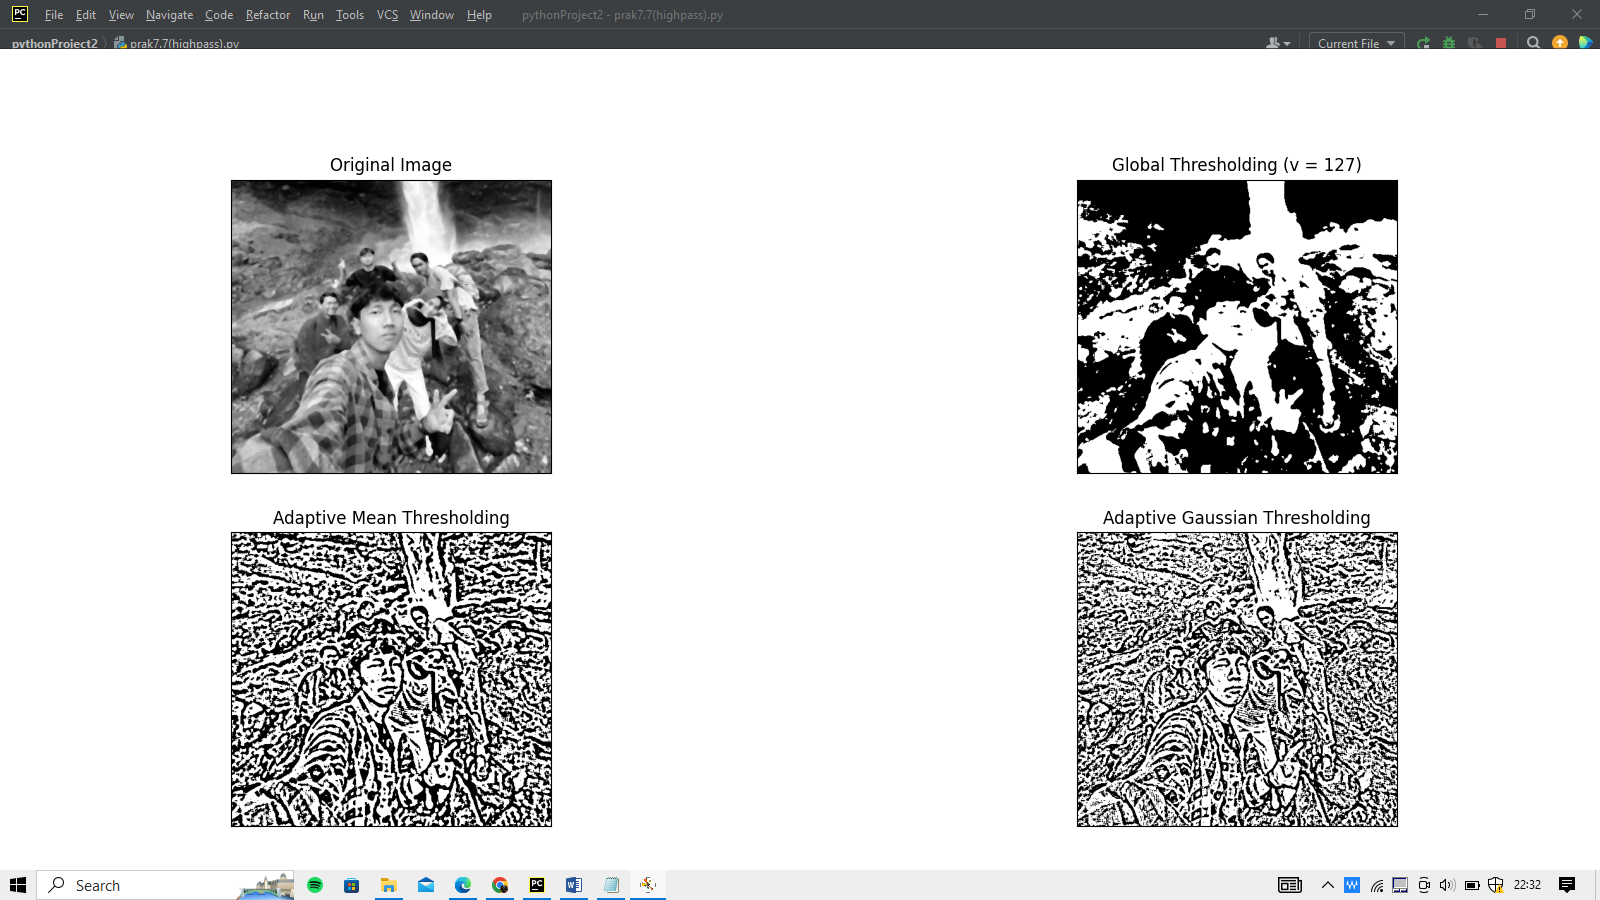 PC File Edit View Navigate Code Refactor Run Tools VCS Window Help pythonProject2 - prak7.7(highpass).py
pythonProject2 prak7.7(highpass).py Current File
Original Image
Global Thresholding (v = 127)
Adaptive Mean Thresholding
Adaptive Gaussian Thresholding
Search PC W W 22:32